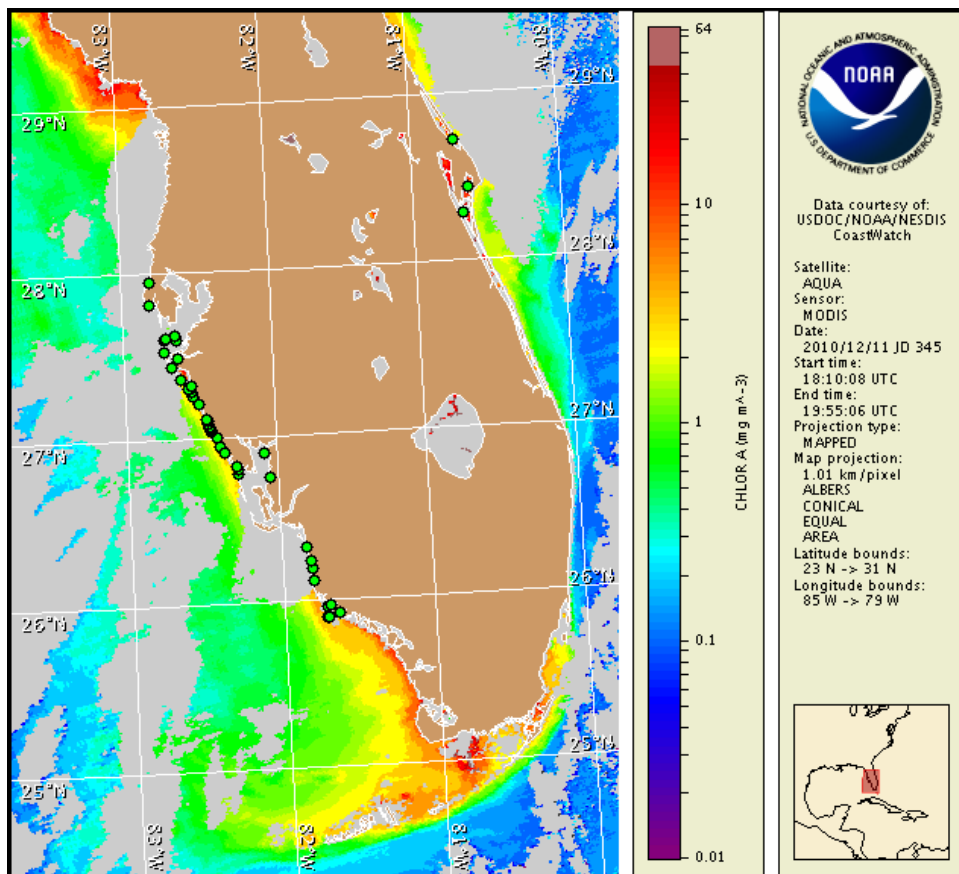 83°W
82°W
81°W
80°W
29°N
29°N
28°N
28°N
27°N
27°N
26°N
26°N
25°N
25°N
83°W
82°W
81°W
64
10
1
0.1
0.01
CHLOR A (mg m^-3)
NATIONAL OCEANIC AND ATMOSPHERIC ADMINISTRATION
NOAA
U.S. DEPARTMENT OF COMMERCE
Data courtesy of:
USDOC/NOAA/NESDIS
CoastWatch
Satellite:
AQUA
Sensor:
MODIS
Date:
2010/12/11 JD 345
Start time:
18:10:08 UTC
End time:
19:55:06 UTC
Projection type:
MAPPED
Map projection:
1.01 km/pixel
ALBERS
CONICAL
EQUAL
AREA
Latitude bounds:
23 N -> 31 N
Longitude bounds:
85 W -> 79 W